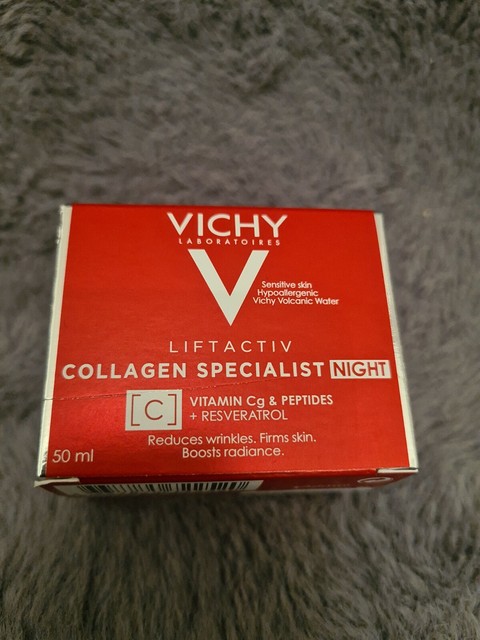 VICHY
LABORATOIRES
Sensitive skin
Hypoallergenic
Vichy Volcanic Water
LIFTACTIV
COLLAGEN SPECIALIST NIGHT
[C]
VITAMIN Cg & PEPTIDES
+ RESVERATROL
Reduces wrinkles. Firms skin.
Boosts radiance.
50 ml